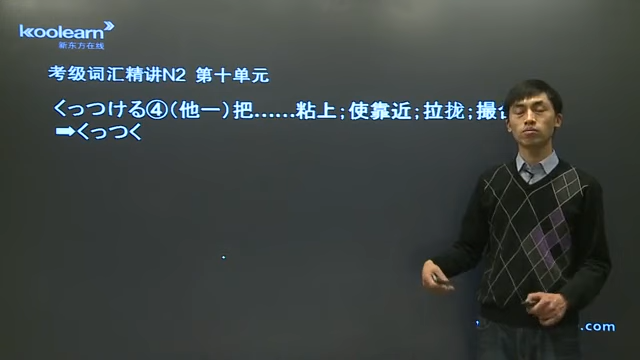 koolearn
新东方在线
考级词汇精讲N2 第十单元
くっつける④(他一)把……粘上;使靠近;拉拢;撮
➡くっつく
.com